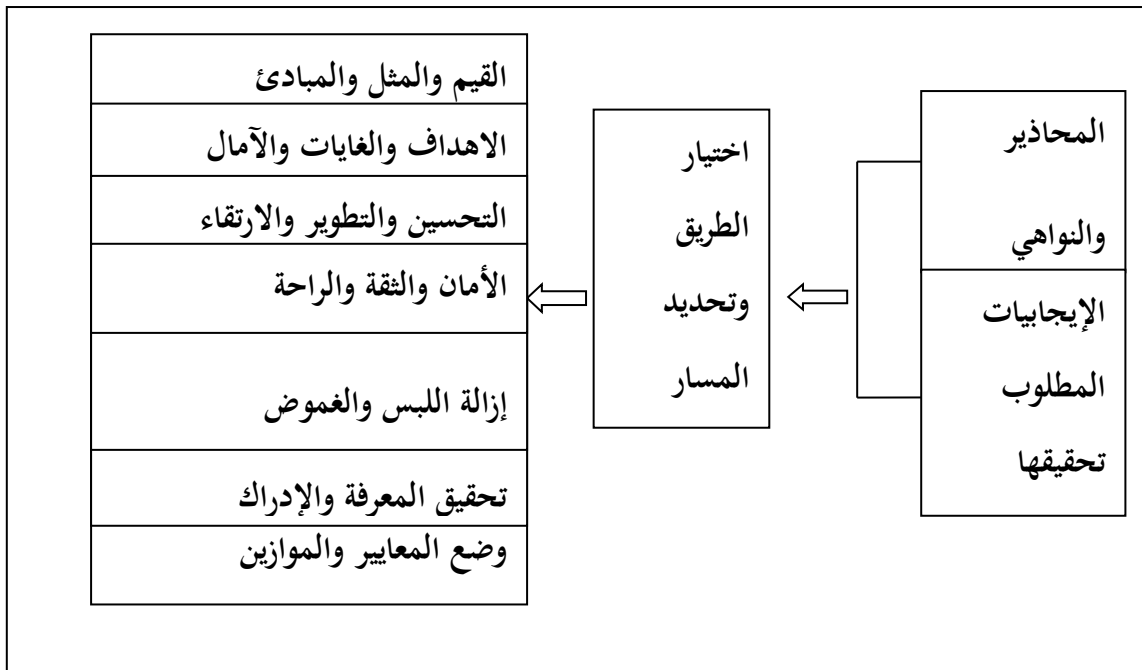 المحاذير
والنواهي
الإيجابيات
المطلوب
تحقيقها
اختيار
الطريق
وتحديد
المسار
القيم والمثل والمبادئ
الاهداف والغايات والآمال
التحسين والتطوير والارتقاء
الأمان والثقة والراحة
إزالة اللبس والغموض
تحقيق المعرفة والإدراك
وضع المعايير والموازين